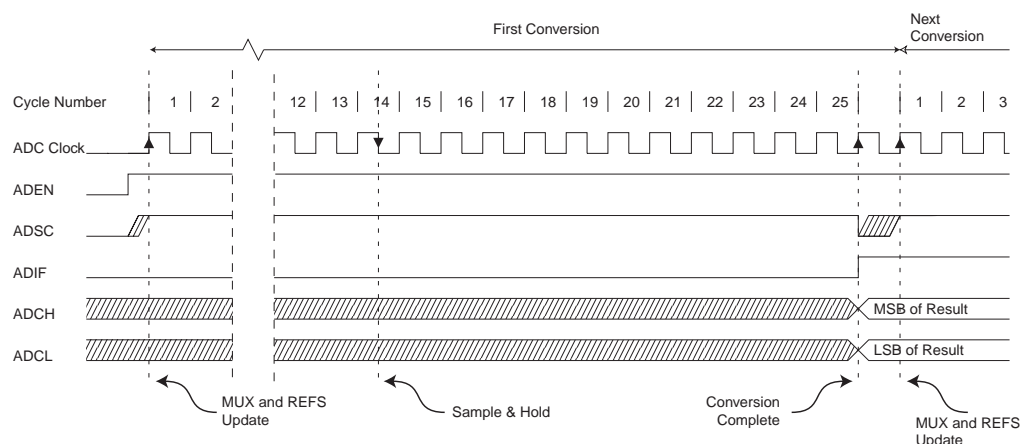 First Conversion
Next
Conversion
Cycle Number 1 2 12 13 14 15 16 17 18 19 20 21 22 23 24 25 1 2 3
ADC Clock
ADEN
ADSC
ADIF
ADCH MSB of Result
ADCL LSB of Result
MUX and REFS
Update
Sample & Hold
Conversion
Complete
MUX and REFS
Update